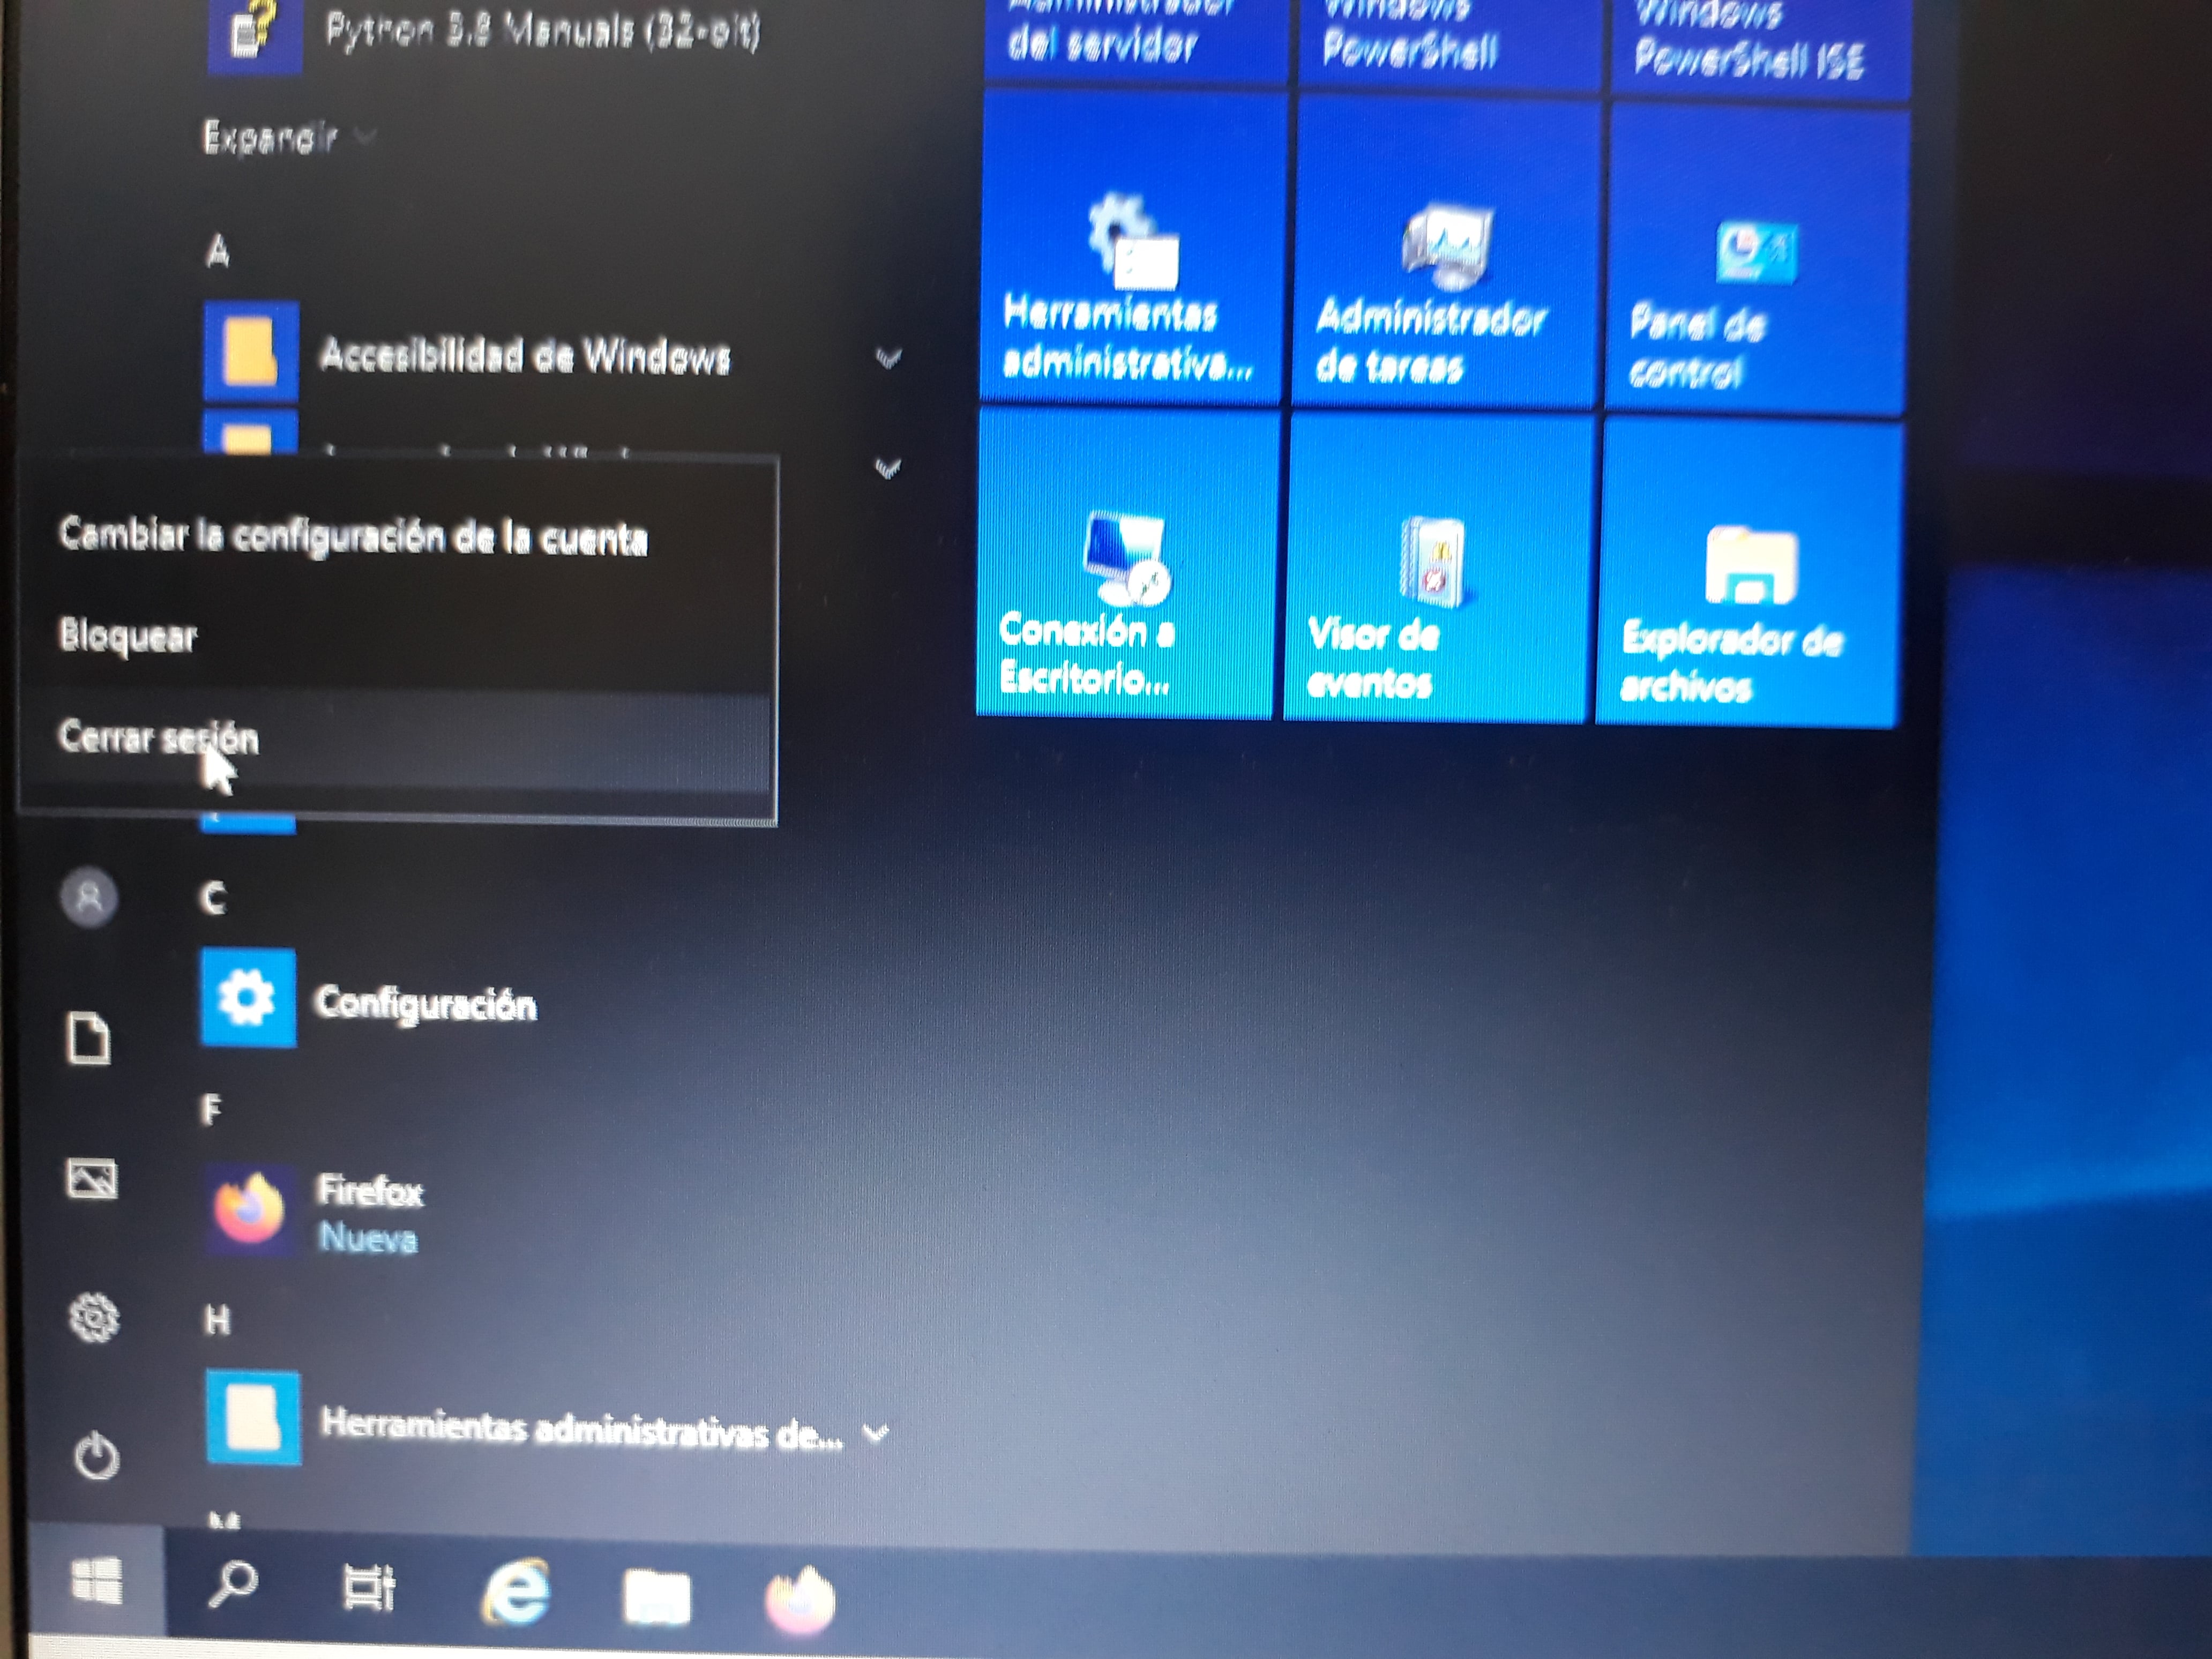 Python 3.8 Manuals (32-bit)
Expandir
A
Accesibilidad de Windows
Cambiar la configuración de la cuenta
Bloquear
Cerrar sesión
C
Configuración
F
Firefox
Nueva
H
Herramientas administrativas de...
Administrador
del servidor
Windows
PowerShell
Windows
PowerShell ISE
Herramientas
administrativa...
Administrador
de tareas
Panel de
control
Conexión a
Escritorio...
Visor de
eventos
Explorador de
archivos